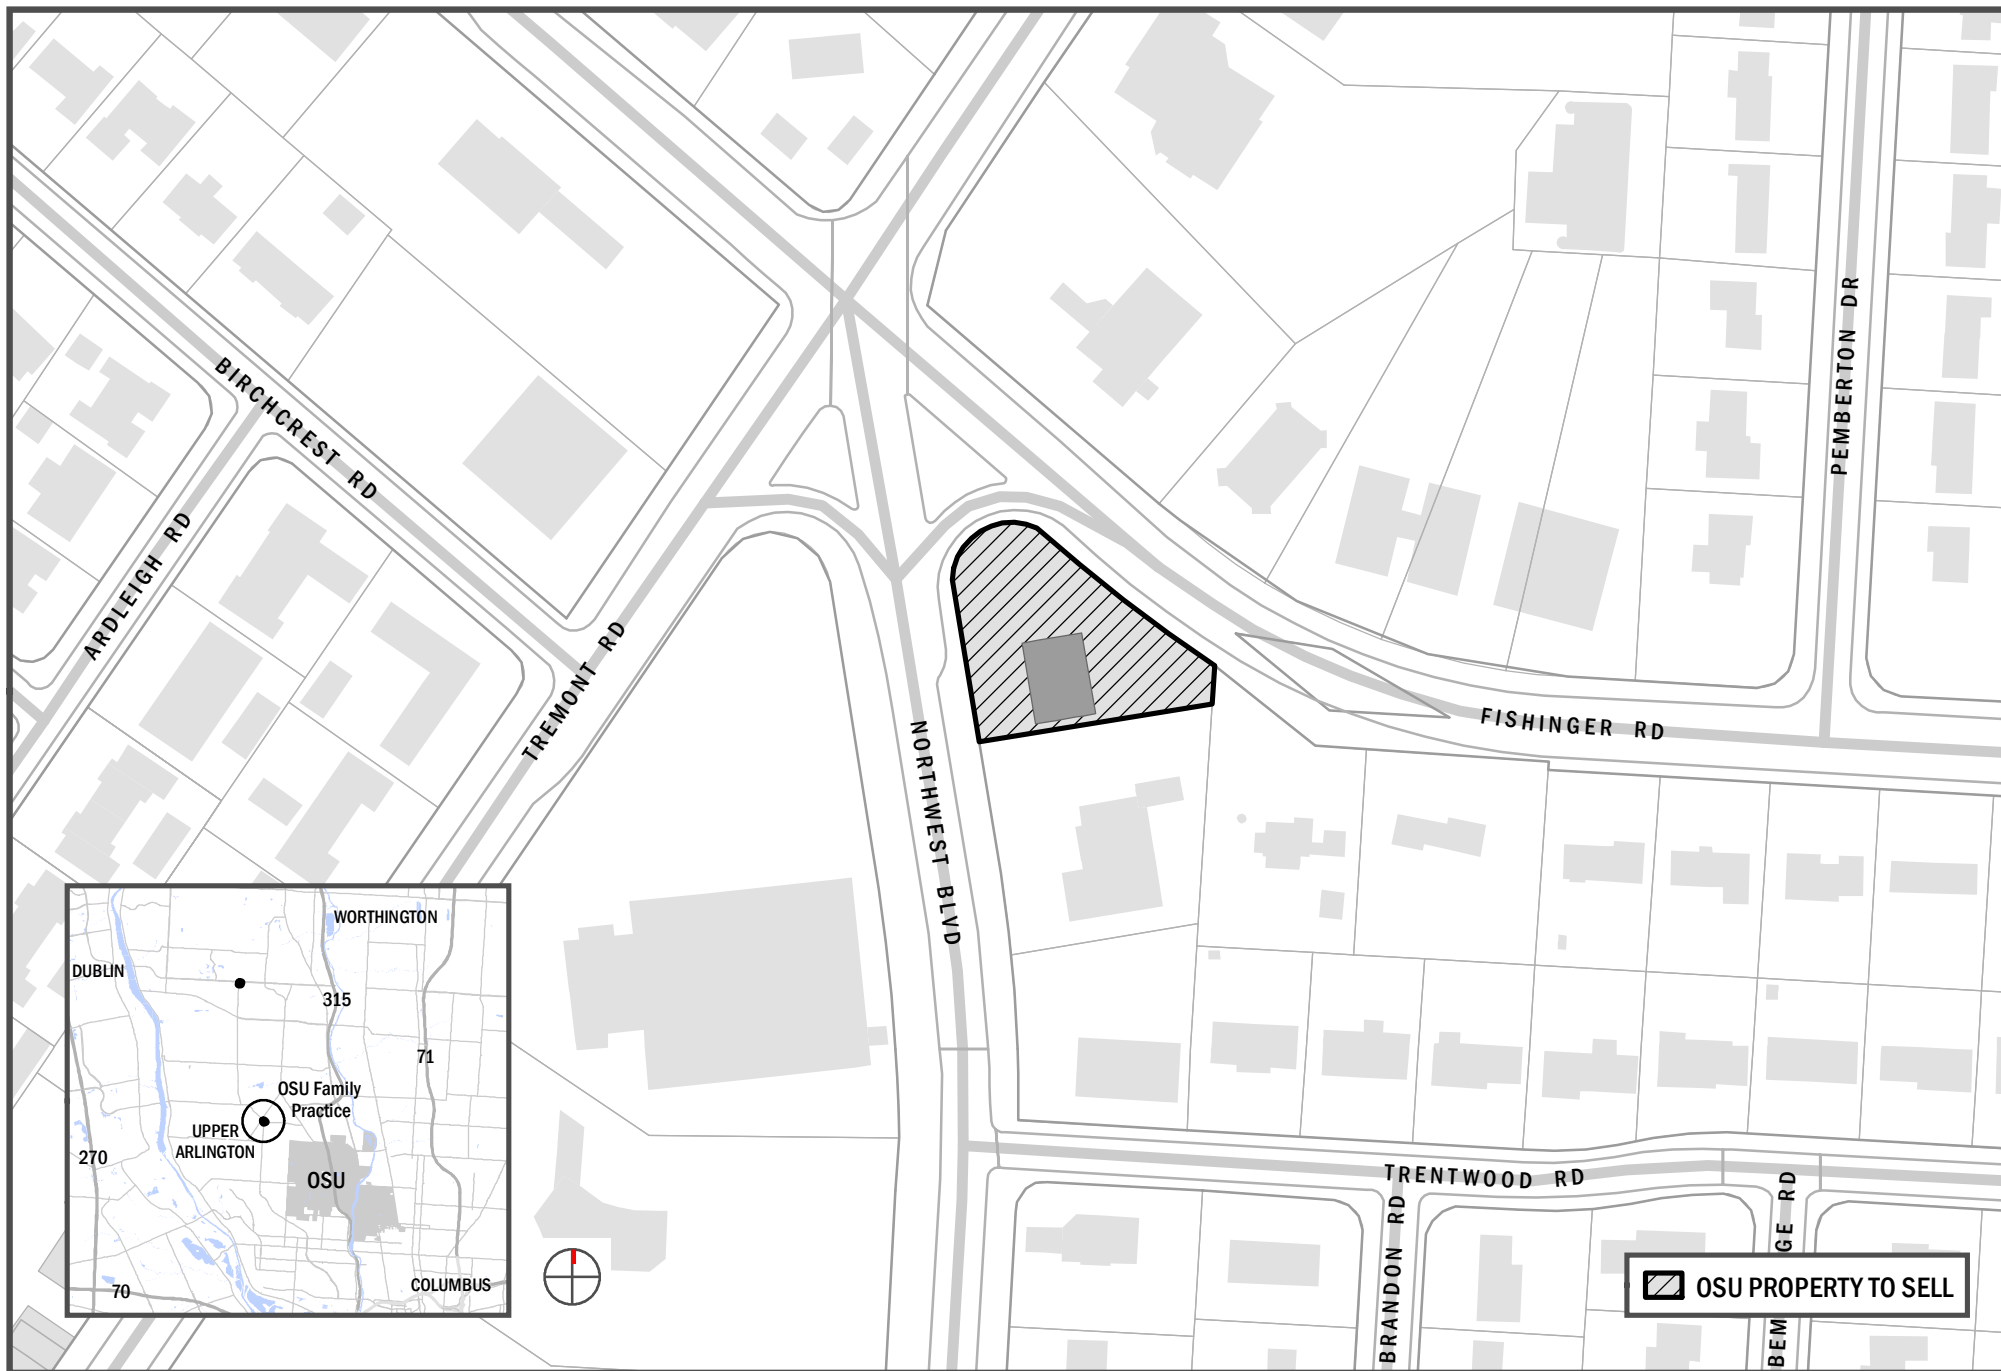 BIRCHCREST RD
ARDLEIGH RD
TREMONT RD
NORTHWEST BLVD
PEMBERTON DR
FISHINGER RD
TRENTWOOD RD
BRANDON RD
WORTHINGTON
DUBLIN
315
71
OSU Family
Practice
UPPER
ARLINGTON
270
OSU
COLUMBUS
70
OSU PROPERTY TO SELL